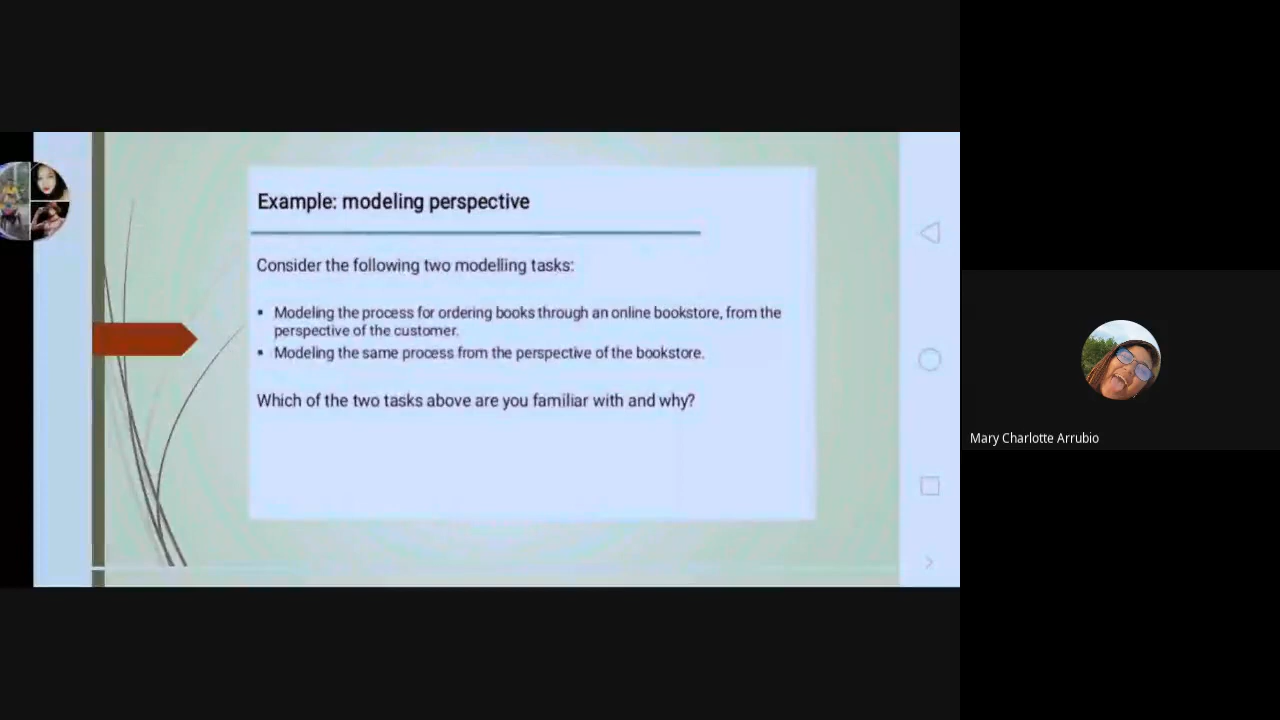 Example: modeling perspective
Consider the following two modelling tasks:
▪ Modeling the process for ordering books through an online bookstore, from the
perspective of the customer.
▪ Modeling the same process from the perspective of the bookstore.
Which of the two tasks above are you familiar with and why?
Mary Charlotte Arrubio